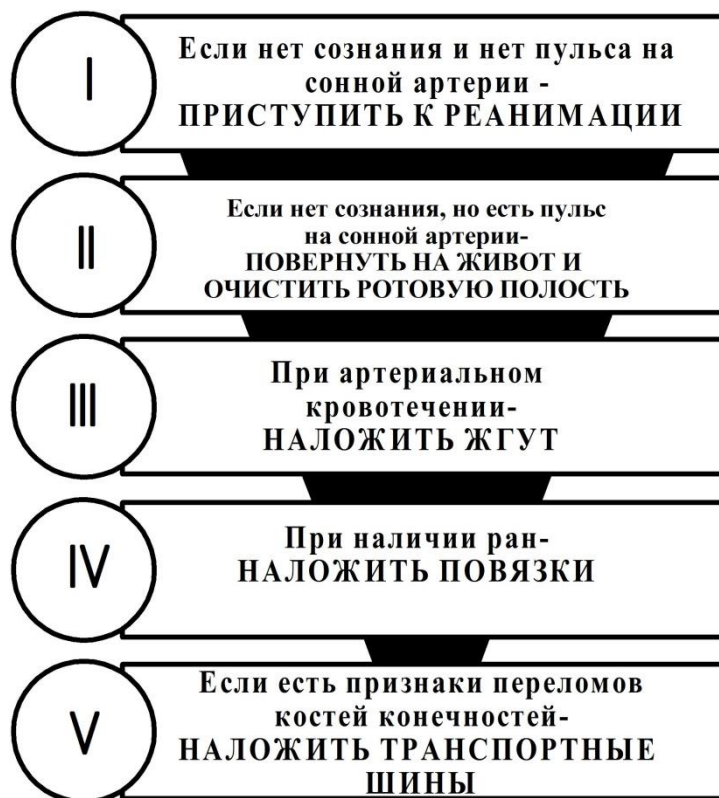 I
Если нет сознания и нет пульса на
сонной артерии -
ПРИСТУПИТЬ К РЕАНИМАЦИИ
II
Если нет сознания, но есть пульс
на сонной артерии-
ПОВЕРНУТЬ НА ЖИВОТ И
ОЧИСТИТЬ РОТОВУЮ ПОЛОСТЬ
III
При артериальном
кровотечении-
НАЛОЖИТЬ ЖГУТ
IV
При наличии ран-
НАЛОЖИТЬ ПОВЯЗКИ
V
Если есть признаки переломов
костей конечностей-
НАЛОЖИТЬ ТРАНСПОРТНЫЕ
ШИНЫ